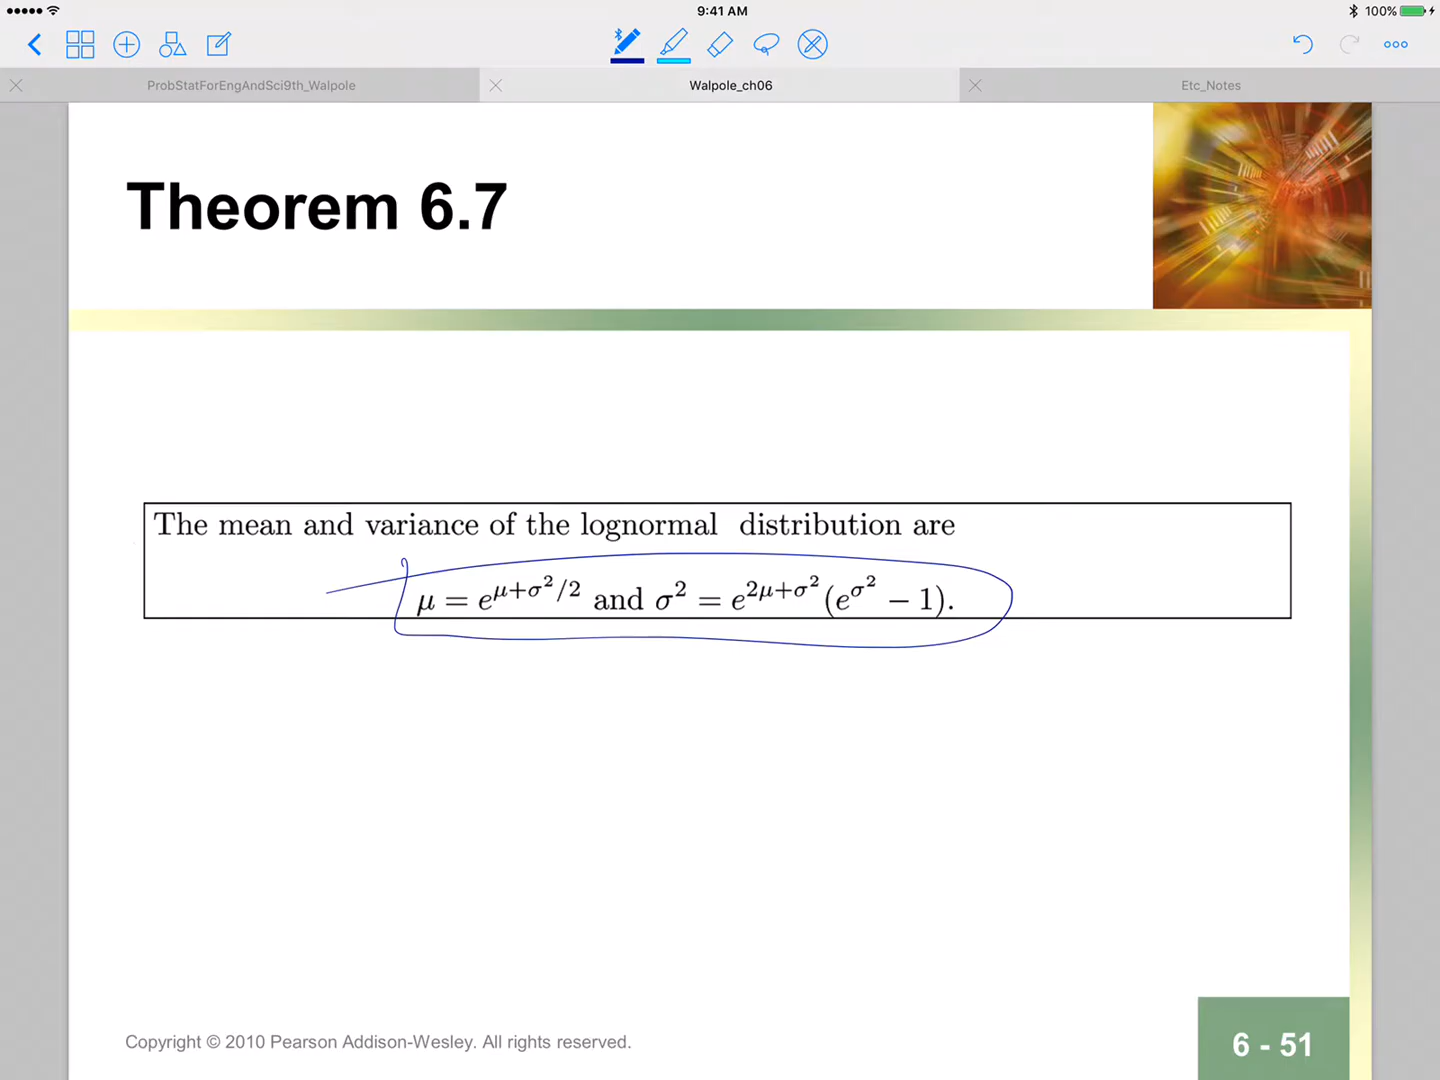 9:41 AM
100%
ProbStatForEngAndSci9th_Walpole
Walpole_ch06
Etc_Notes
Theorem 6.7
The mean and variance of the lognormal distribution are
μ = e^{μ+σ²/2} and σ² = e^{2μ+σ²}(e^{σ²} − 1).
Copyright © 2010 Pearson Addison-Wesley. All rights reserved.
6 - 51